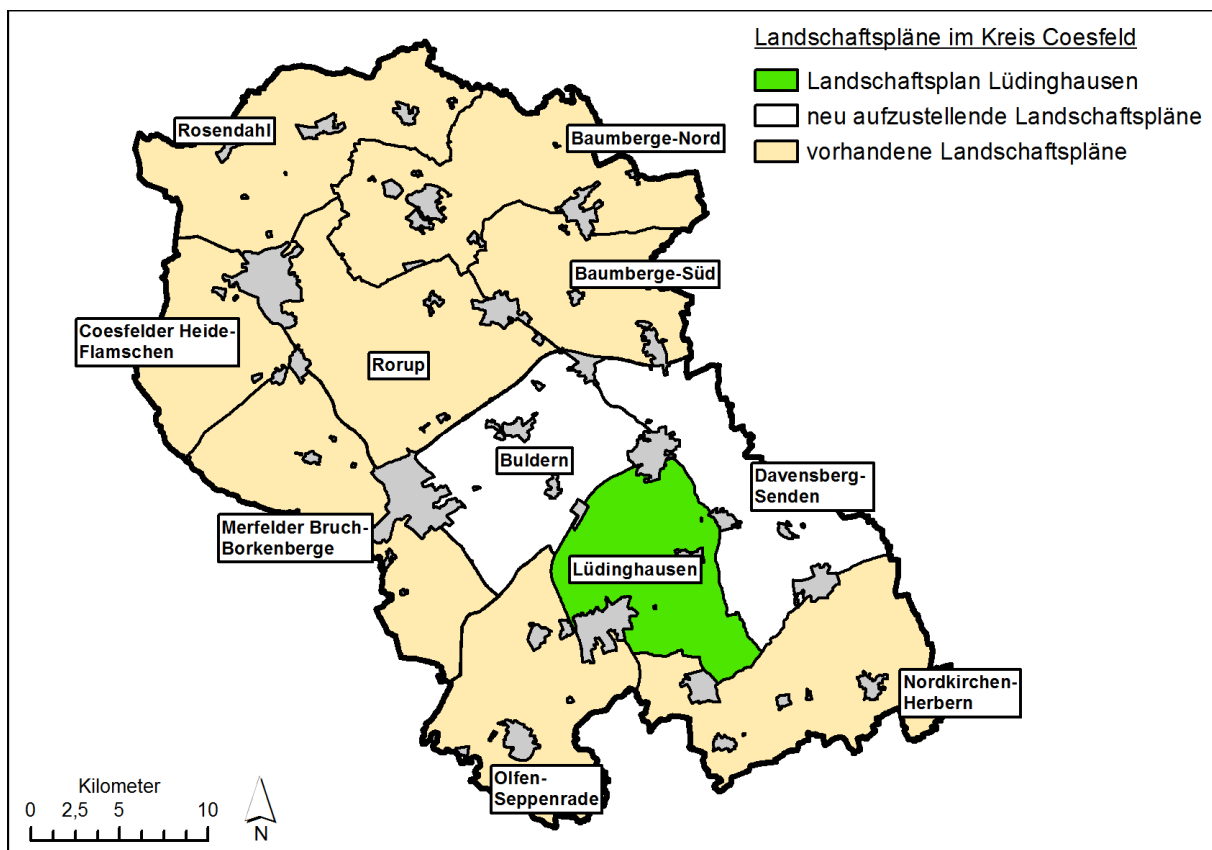 Landschaftspläne im Kreis Coesfeld
Landschaftsplan Lüdinghausen
neu aufzustellende Landschaftspläne
vorhandene Landschaftspläne
Rosendahl
Baumberge-Nord
Baumberge-Süd
Coesfelder Heide-
Flamschen
Rorup
Buldern
Davensberg-
Senden
Merfelder Bruch-
Borkenberge
Lüdinghausen
Nordkirchen-
Herbern
Olfen-
Seppenrade
Kilometer
0 2,5 5 10
N